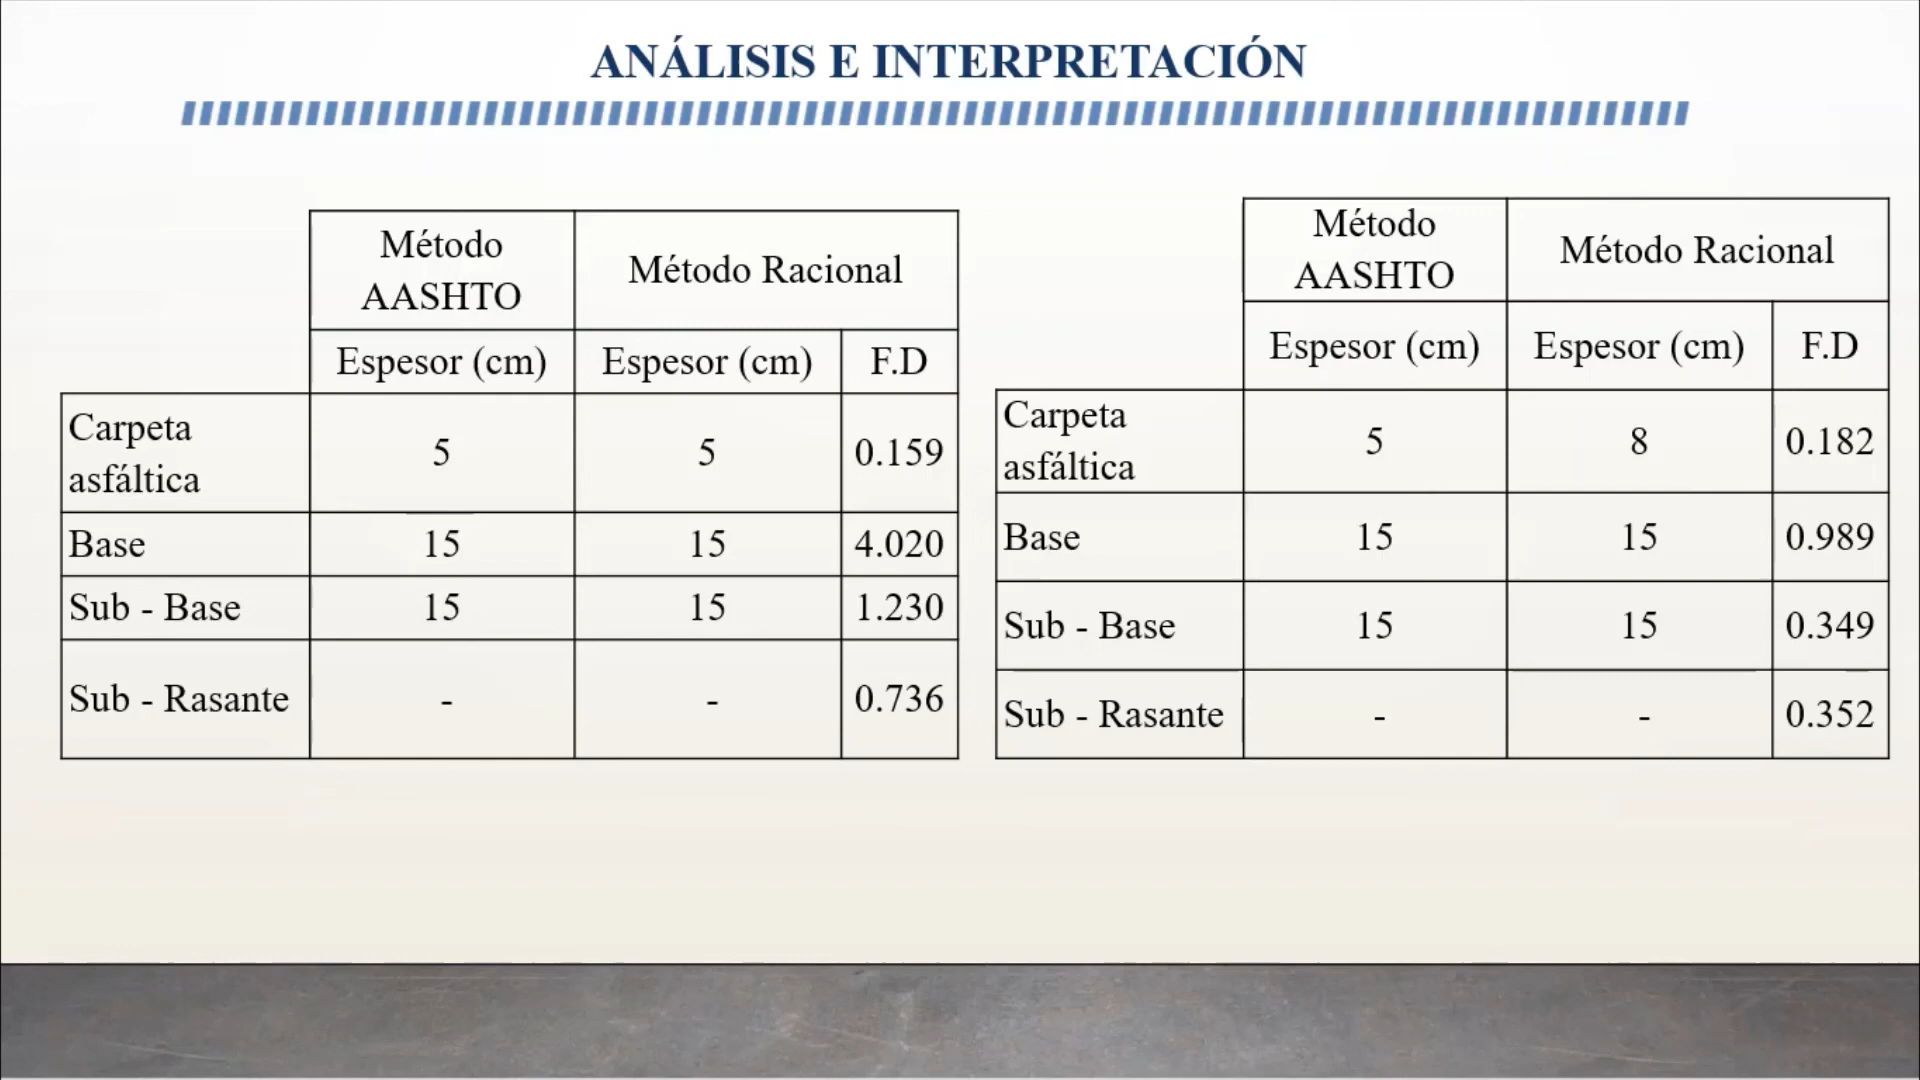 ANÁLISIS E INTERPRETACIÓN
Método
AASHTO
Método Racional
Espesor (cm) Espesor (cm) F.D
Carpeta
asfáltica
5 5 0.159
Base 15 15 4.020
Sub - Base 15 15 1.230
Sub - Rasante - - 0.736
Método
AASHTO
Método Racional
Espesor (cm) Espesor (cm) F.D
Carpeta
asfáltica
5 8 0.182
Base 15 15 0.989
Sub - Base 15 15 0.349
Sub - Rasante - - 0.352